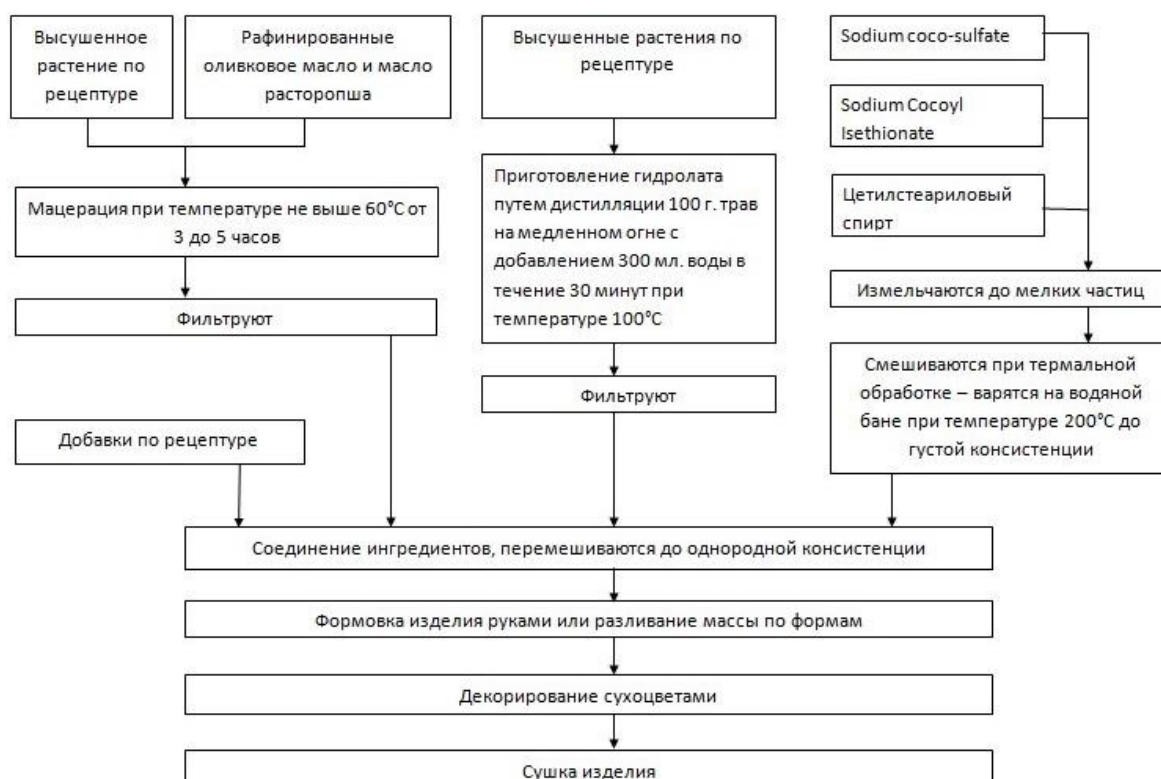 Высушенное
растение по
рецептуре
Рафинированные
оливковое масло и масло
расторопша
Высушенные растения по
рецептуре
Sodium coco-sulfate
Sodium Cocoyl
Isethionate
Цетилстеариловый
спирт
Мацерация при температуре не выше 60°С от
3 до 5 часов
Приготовление гидролата
путем дистилляции 100 г. трав
на медленном огне с
добавлением 300 мл. воды в
течение 30 минут при
температуре 100°С
Измельчаются до мелких частиц
Фильтруют
Фильтруют
Смешиваются при термальной
обработке – варятся на водяной
бане при температуре 200°С до
густой консистенции
Добавки по рецептуре
Соединение ингредиентов, перемешиваются до однородной консистенции
Формовка изделия руками или разливание массы по формам
Декорирование сухоцветами
Сушка изделия